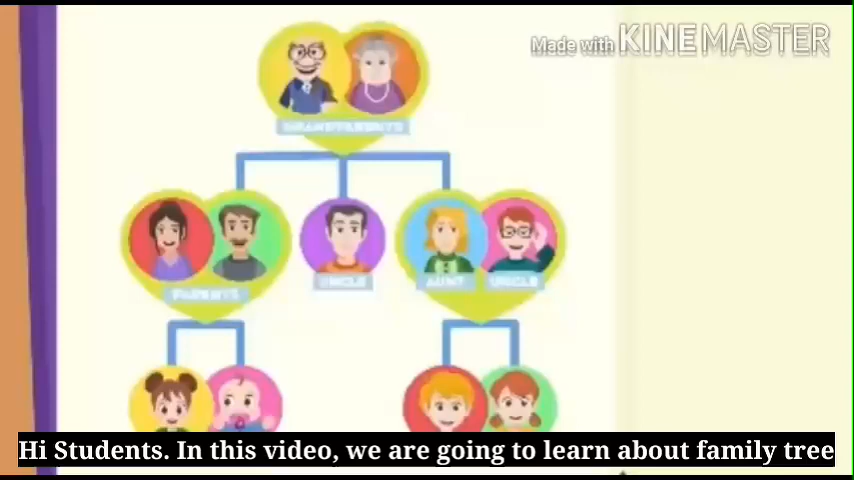 Made with KINEMASTER
GRANDPARENTS
PARENTS
UNCLE
AUNT
UNCLE
Hi Students. In this video, we are going to learn about family tree